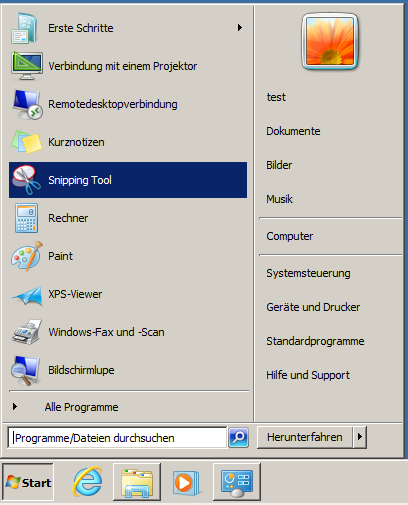 Erste Schritte
Verbindung mit einem Projektor
Remotedesktopverbindung
Kurznotizen
Snipping Tool
Rechner
Paint
XPS-Viewer
Windows-Fax und -Scan
Bildschirmlupe
Alle Programme
Programme/Dateien durchsuchen
test
Dokumente
Bilder
Musik
Computer
Systemsteuerung
Geräte und Drucker
Standardprogramme
Hilfe und Support
Herunterfahren
Start